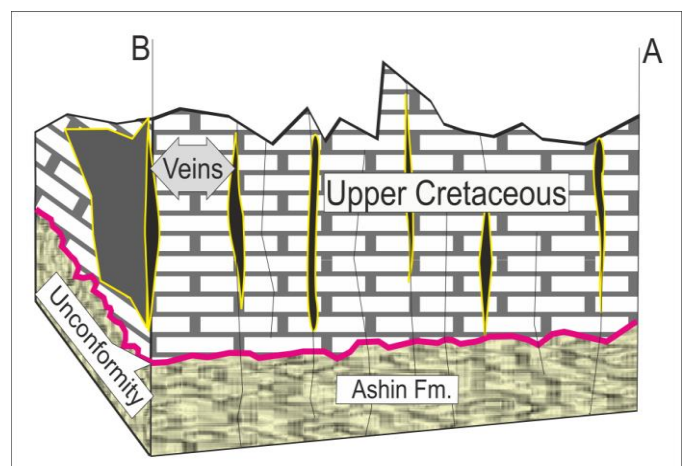 B
A
Veins
Upper Cretaceous
Unconformity
Ashin Fm.